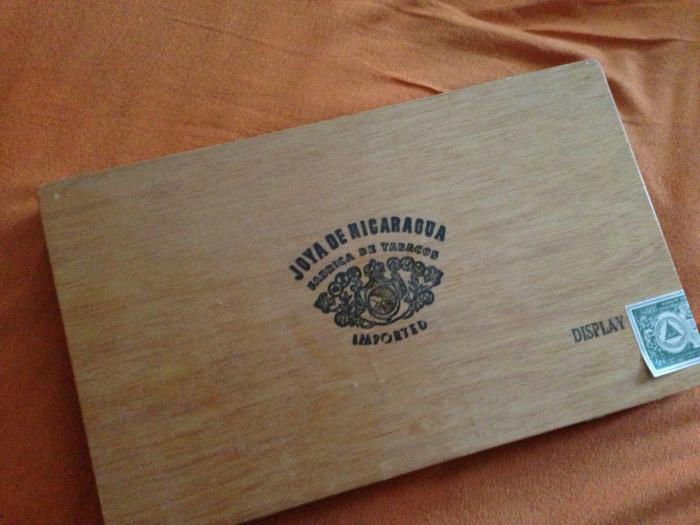 JOYA DE NICARAGUA
FABRICA DE TABACOS
IMPORTED
DISPLAY